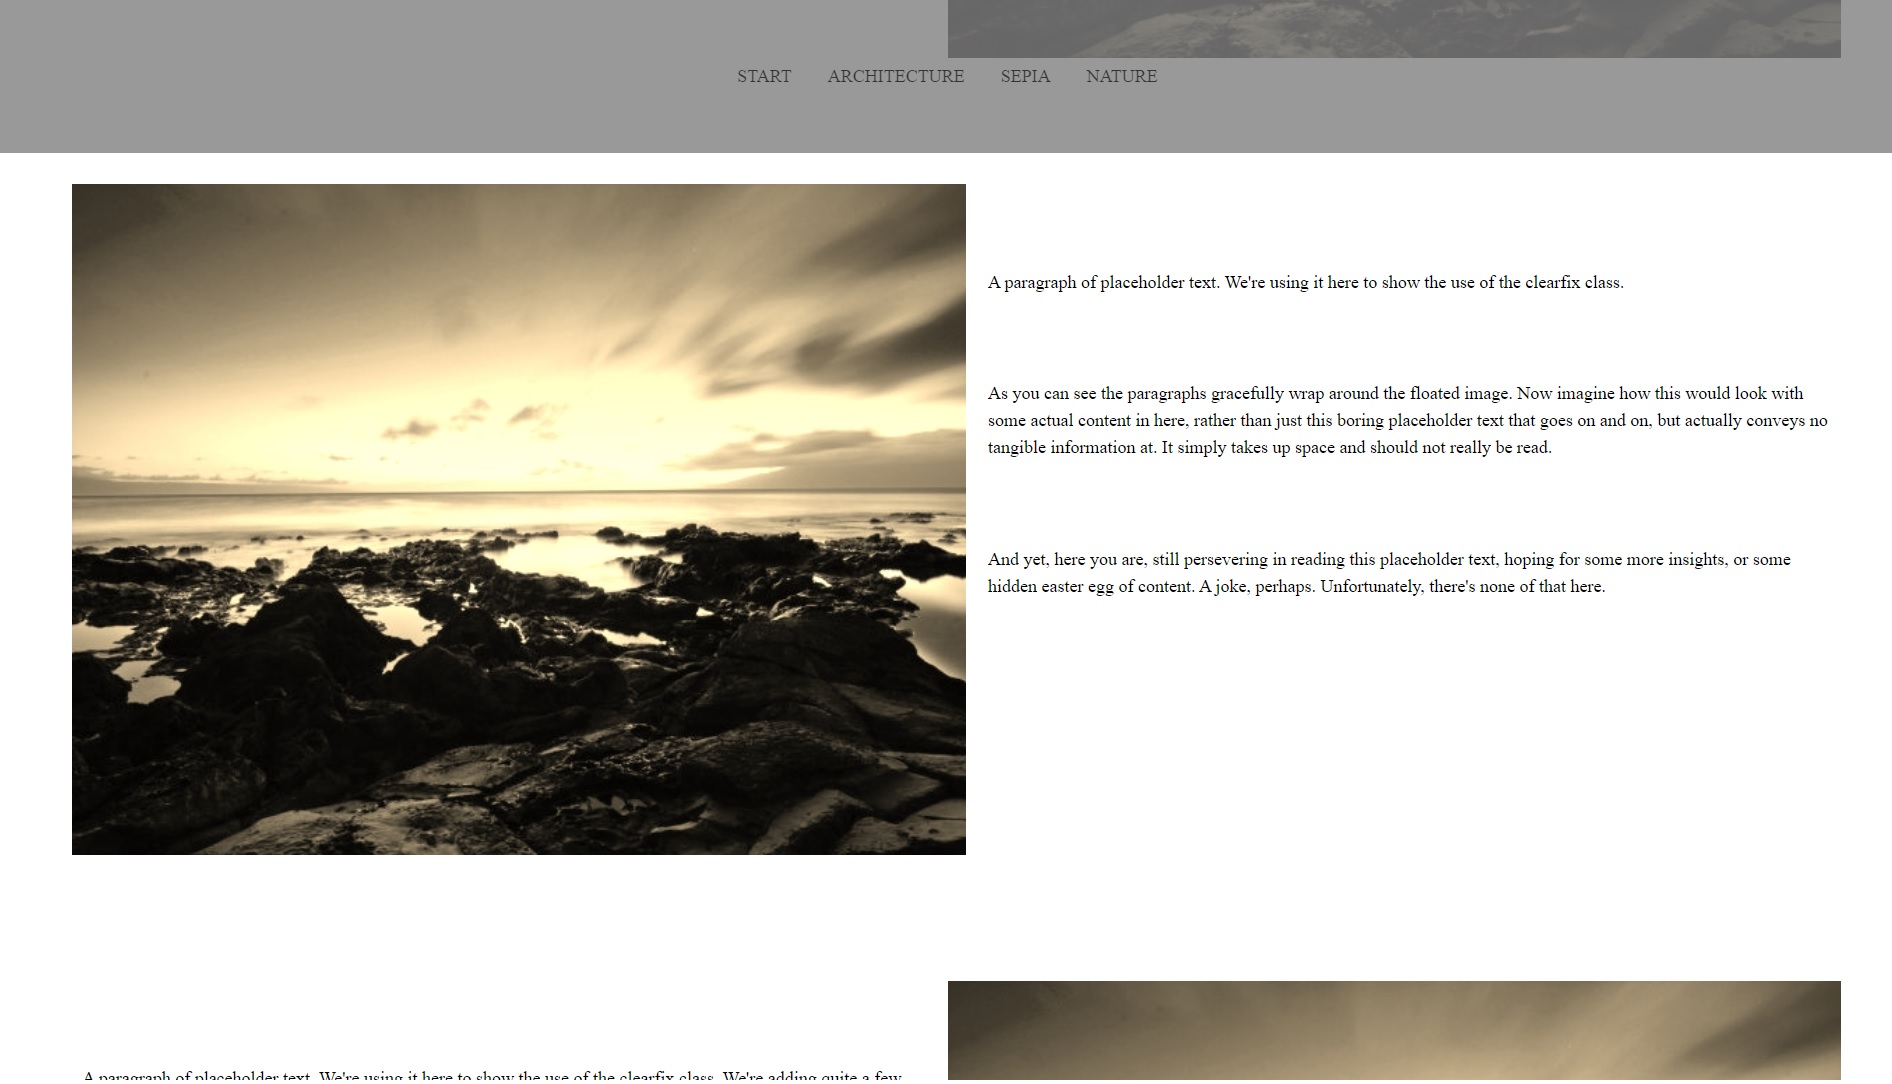 START ARCHITECTURE SEPIA NATURE
A paragraph of placeholder text. We're using it here to show the use of the clearfix class.
As you can see the paragraphs gracefully wrap around the floated image. Now imagine how this would look with
some actual content in here, rather than just this boring placeholder text that goes on and on, but actually conveys no
tangible information at. It simply takes up space and should not really be read.
And yet, here you are, still persevering in reading this placeholder text, hoping for some more insights, or some
hidden easter egg of content. A joke, perhaps. Unfortunately, there's none of that here.
A paragraph of placeholder text. We're using it here to show the use of the clearfix class. We're adding quite a few